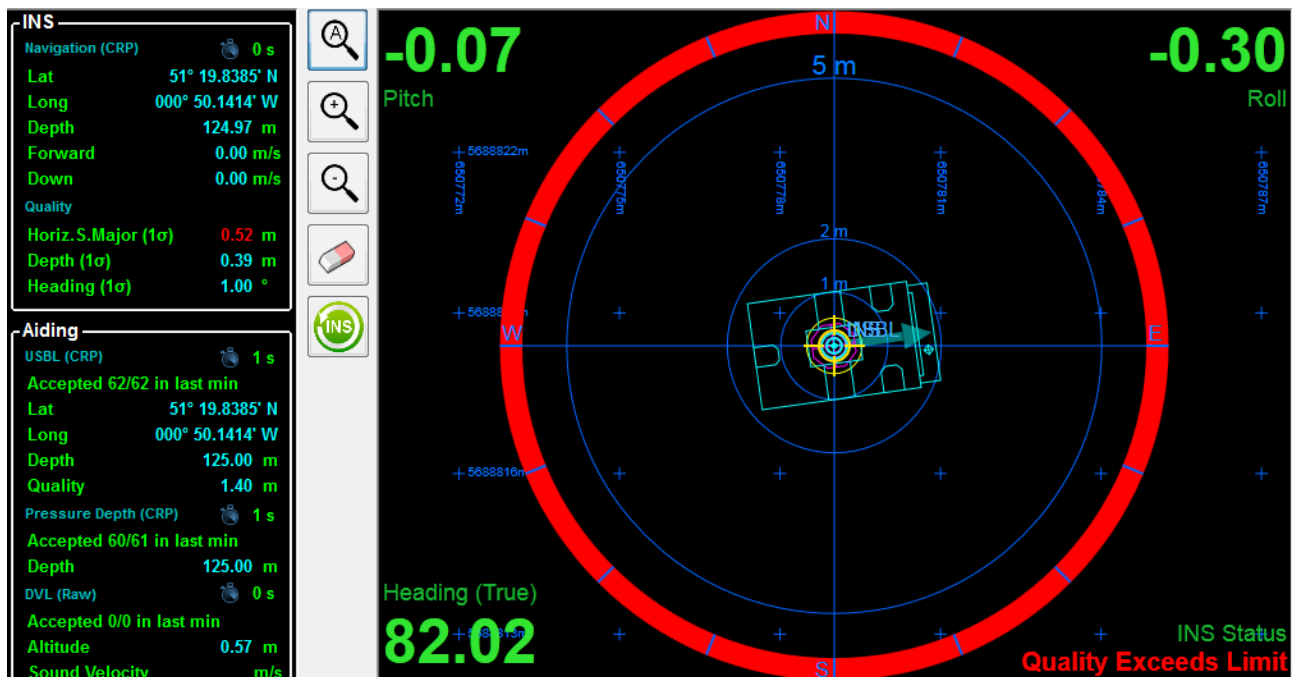 INS
Navigation (CRP) 0 s
Lat 51° 19.8385' N
Long 000° 50.1414' W
Depth 124.97 m
Forward 0.00 m/s
Down 0.00 m/s
Quality
Horiz.S.Major (1σ) 0.52 m
Depth (1σ) 0.39 m
Heading (1σ) 1.00 °
Aiding
USBL (CRP) 1 s
Accepted 62/62 in last min
Lat 51° 19.8385' N
Long 000° 50.1414' W
Depth 125.00 m
Quality 1.40 m
Pressure Depth (CRP) 1 s
Accepted 60/61 in last min
Depth 125.00 m
DVL (Raw) 0 s
Accepted 0/0 in last min
Altitude 0.57 m
Sound Velocity m/s
A
+
-
INS
-0.07
Pitch
-0.30
Roll
N
5 m
5688822m
650772m
650775m
650778m
650781m
650787m
2 m
1 m
W
E
5688816m
S
Heading (True)
82.02
INS Status
Quality Exceeds Limit